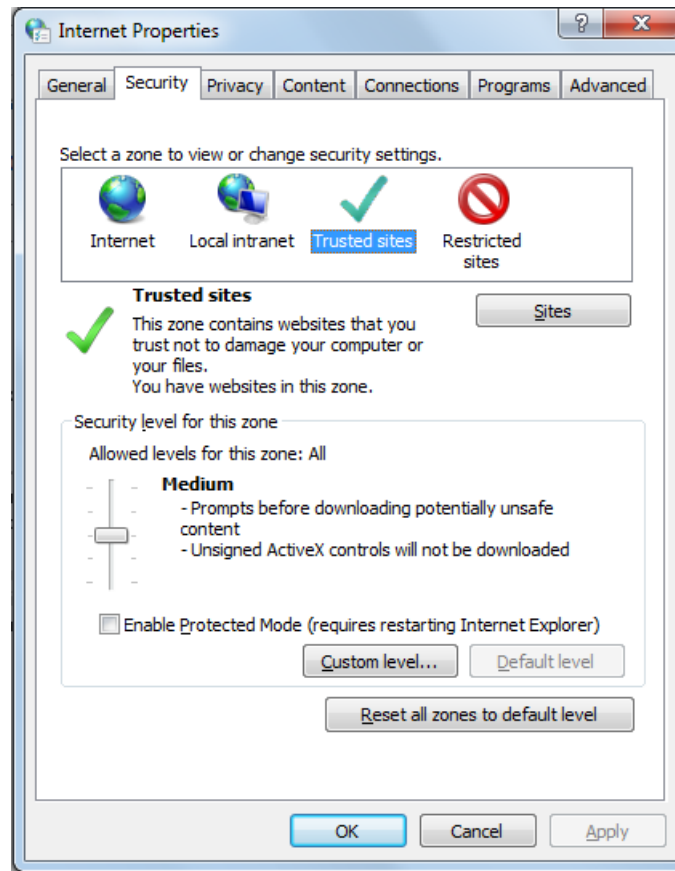 Internet Properties
?
X
General Security Privacy Content Connections Programs Advanced
Select a zone to view or change security settings.
Internet Local intranet Trusted sites Restricted
sites
Trusted sites
Sites
This zone contains websites that you
trust not to damage your computer or
your files.
You have websites in this zone.
Security level for this zone
Allowed levels for this zone: All
Medium
- Prompts before downloading potentially unsafe
content
- Unsigned ActiveX controls will not be downloaded
Enable Protected Mode (requires restarting Internet Explorer)
Custom level... Default level
Reset all zones to default level
OK Cancel Apply